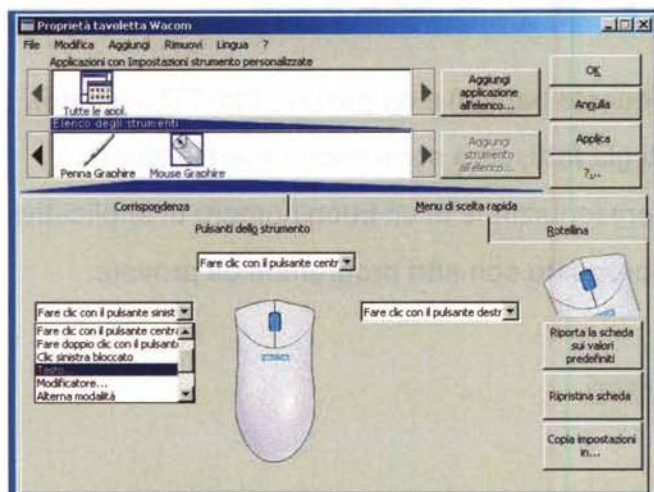 Proprietà tavoletta Wacom
File Modifica Aggiungi Rimuovi Lingua ?
Applicazioni con Impostazioni strumento personalizzate
Tutte le appl.
Aggiungi
applicazione
all'elenco...
OK
Annulla
Elenco degli strumenti
Penna Graphire Mouse Graphire
Aggiungi
strumento
all'elenco...
Applica
?...
Corrispondenza Menu di scelta rapida
Pulsanti dello strumento Rotellina
Fare clic con il pulsante centr
Fare clic con il pulsante sinist
Fare clic con il pulsante destr
Fare clic con il pulsante centr
Fare doppio clic con il pulsant
Clic sinistra bloccato
Tasto...
Modificatore...
Alterna modalità
Riporta la scheda
sui valori
predefiniti
Ripristina scheda
Copia impostazioni
in...